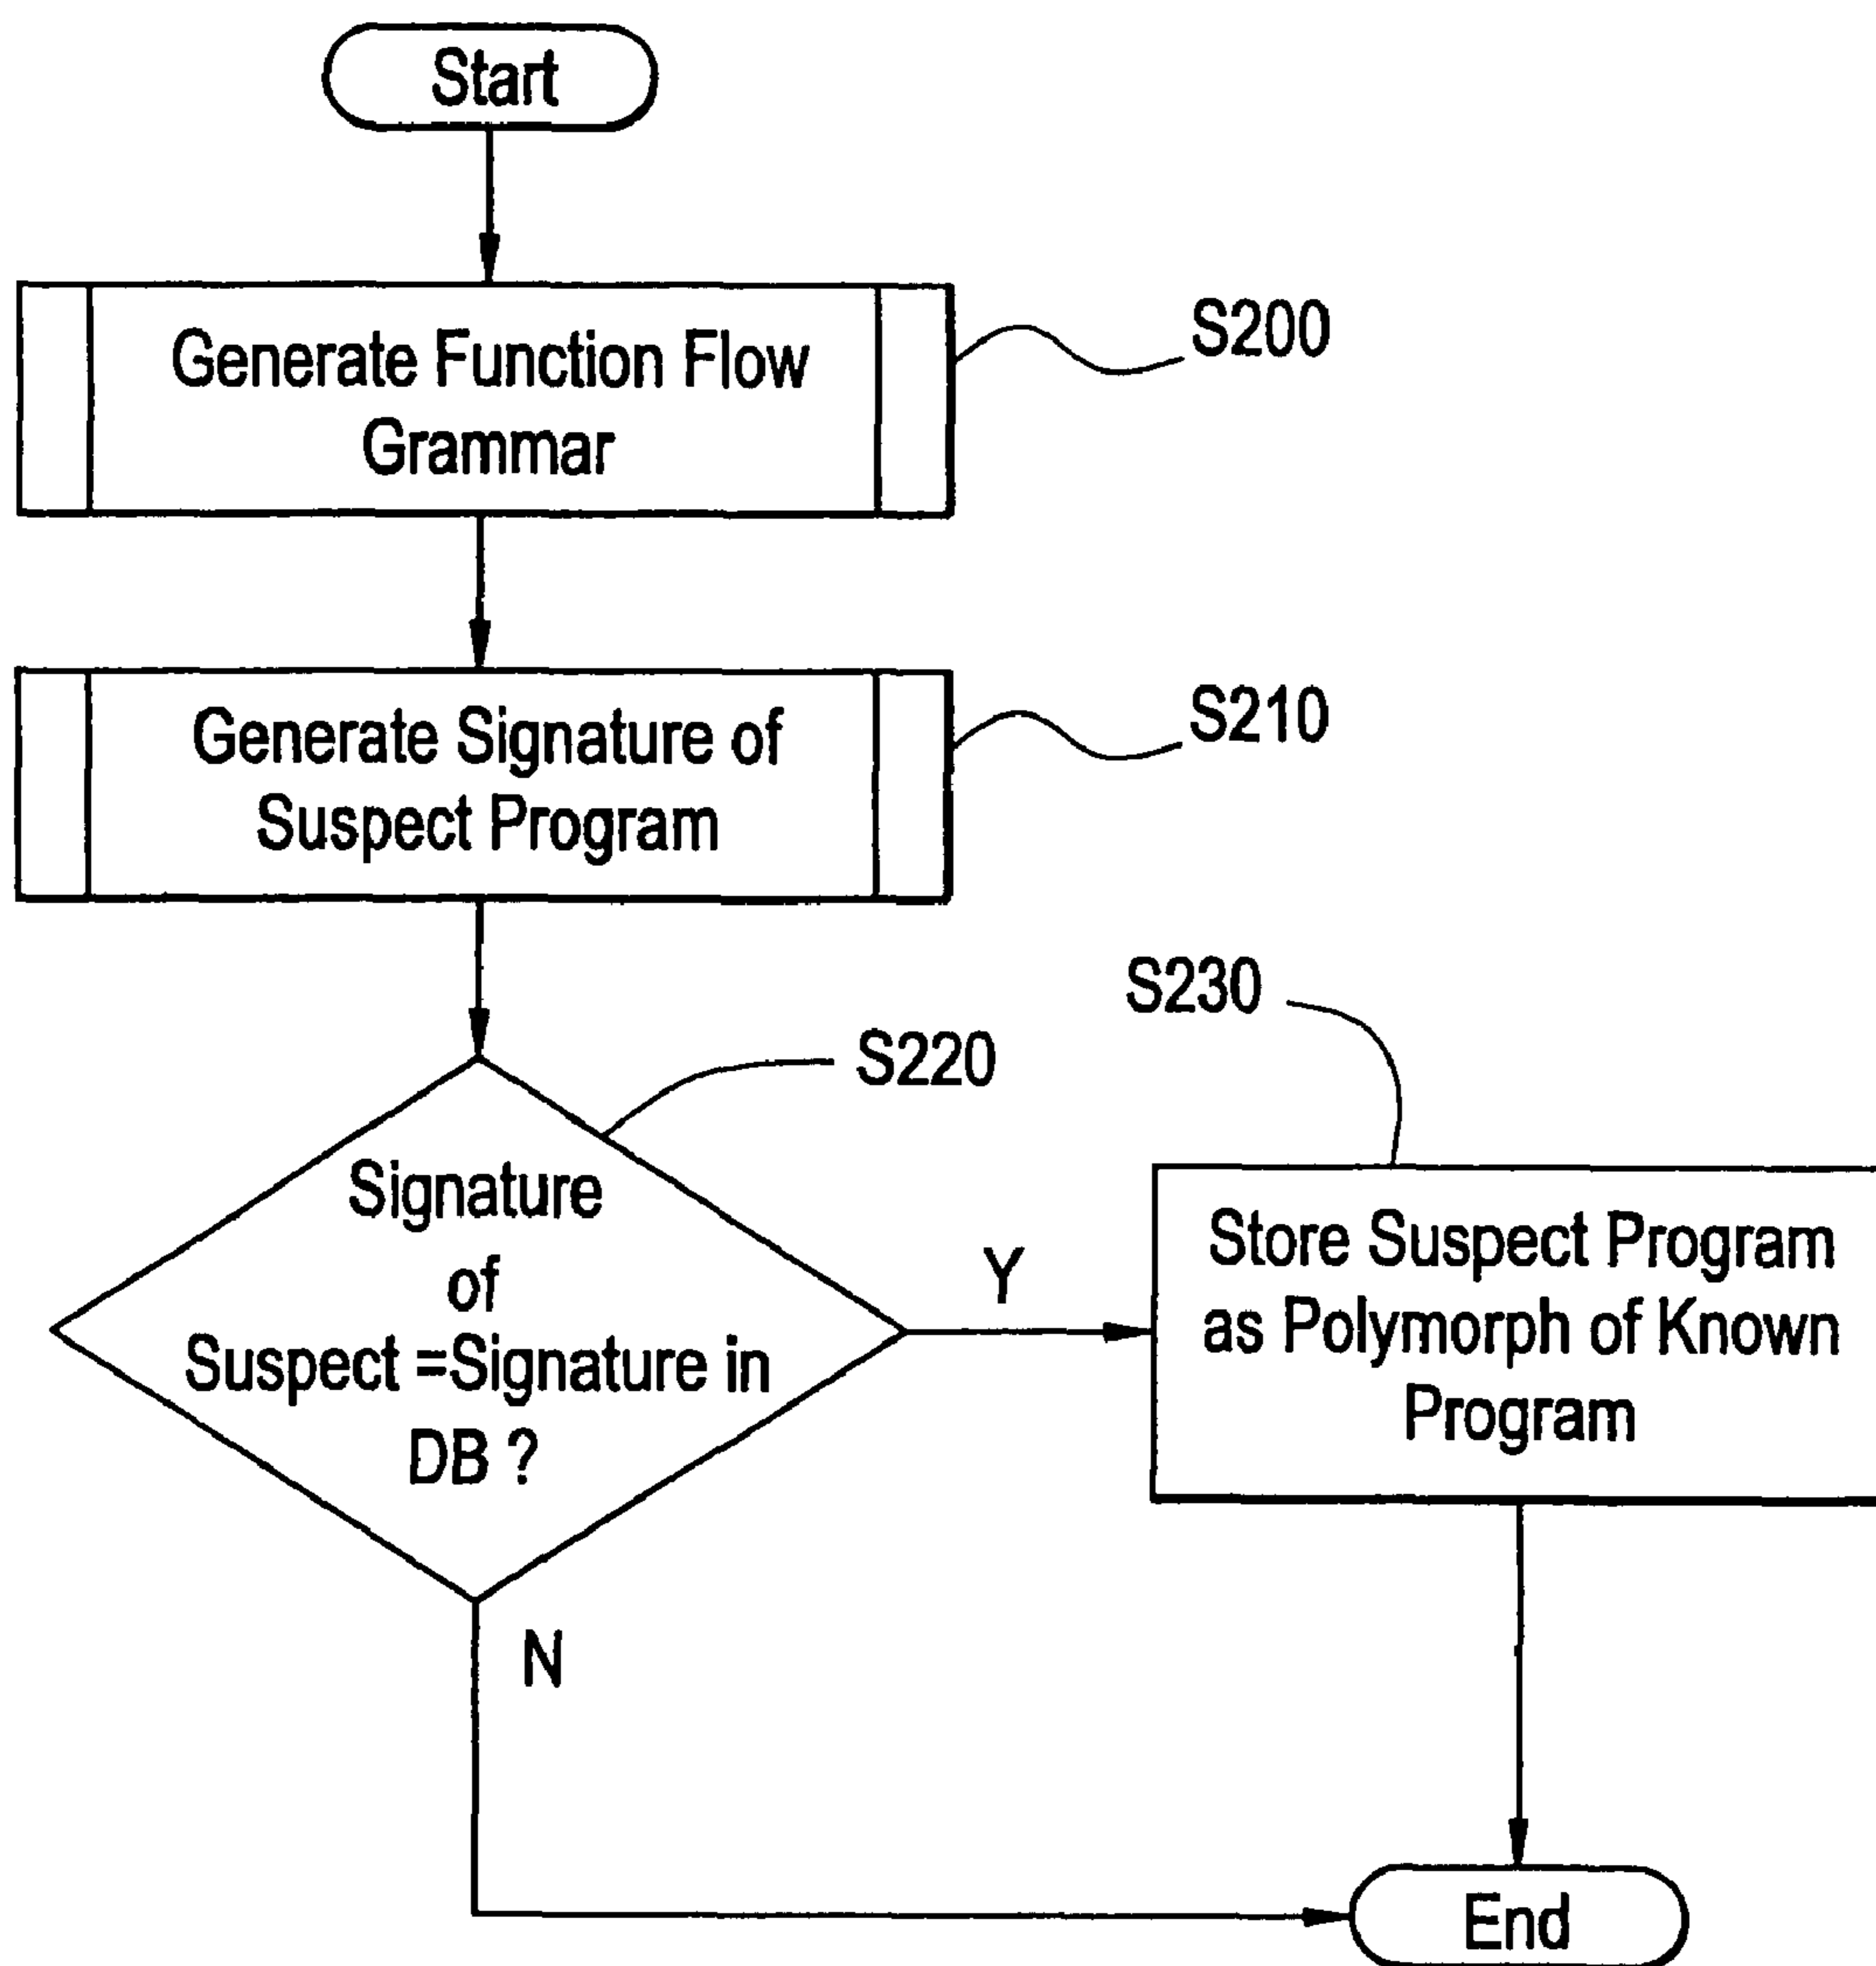 Start
Generate Function Flow
Grammar
S200
Generate Signature of
Suspect Program
S210
S220
Signature
of
Suspect =Signature in
DB ?
Y
N
S230
Store Suspect Program
as Polymorph of Known
Program
End